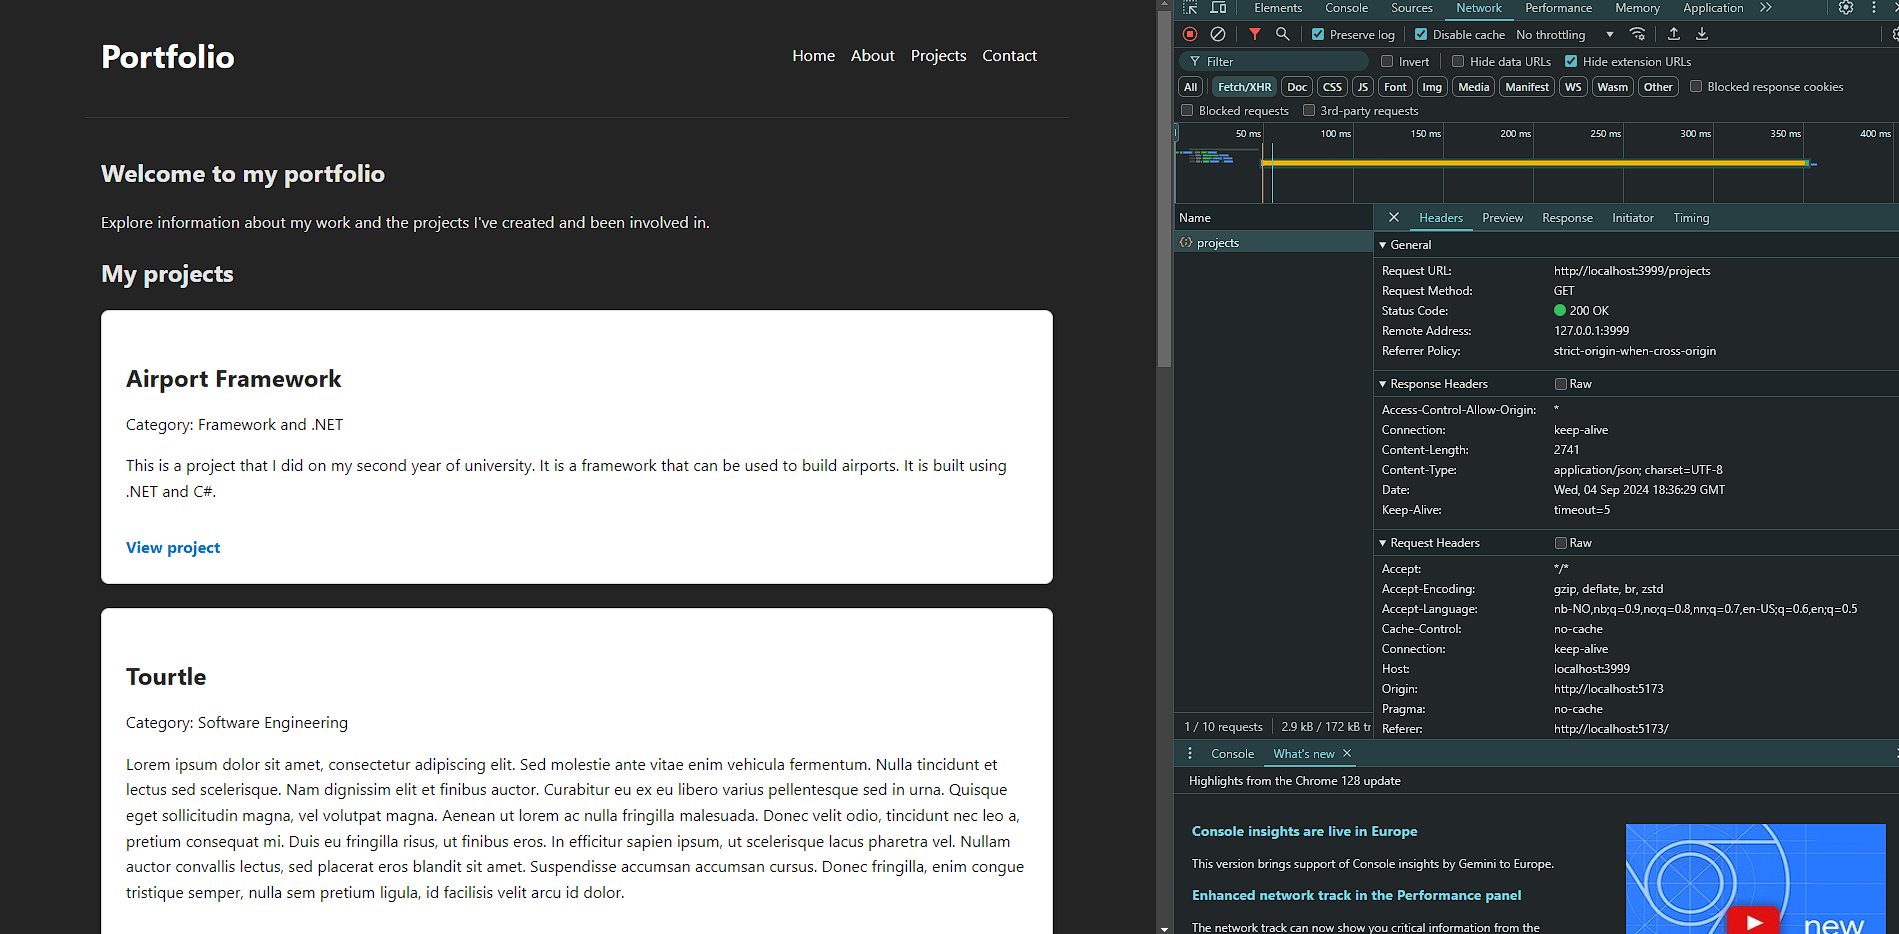 Portfolio
Home About Projects Contact
Welcome to my portfolio
Explore information about my work and the projects I've created and been involved in.
My projects
Airport Framework
Category: Framework and .NET
This is a project that I did on my second year of university. It is a framework that can be used to build airports. It is built using
.NET and C#.
View project
Tourtle
Category: Software Engineering
Lorem ipsum dolor sit amet, consectetur adipiscing elit. Sed molestie ante vitae enim vehicula fermentum. Nulla tincidunt et
lectus sed scelerisque. Nam dignissim elit et finibus auctor. Curabitur eu ex eu libero varius pellentesque sed in urna. Quisque
eget sollicitudin magna, vel volutpat magna. Aenean ut lorem ac nulla fringilla malesuada. Donec velit odio, tincidunt nec leo a,
pretium consequat mi. Duis eu fringilla risus, ut finibus eros. In efficitur sapien ipsum, ut scelerisque lacus pharetra vel. Nullam
auctor convallis lectus, sed placerat eros blandit sit amet. Suspendisse accumsan accumsan cursus. Donec fringilla, enim congue
tristique semper, nulla sem pretium ligula, id facilisis velit arcu id dolor.
Elements Console Sources Network Performance Memory Application
Preserve log Disable cache No throttling
Filter Invert Hide data URLs Hide extension URLs
All Fetch/XHR Doc CSS JS Font Img Media Manifest WS Wasm Other Blocked response cookies
Blocked requests 3rd-party requests
50 ms 100 ms 150 ms 200 ms 250 ms 300 ms 350 ms 400 ms
Name
projects
1 / 10 requests 2.9 kB / 172 kB tr
Headers Preview Response Initiator Timing
General
Request URL: http://localhost:3999/projects
Request Method: GET
Status Code: 200 OK
Remote Address: 127.0.0.1:3999
Referrer Policy: strict-origin-when-cross-origin
Response Headers Raw
Access-Control-Allow-Origin: *
Connection: keep-alive
Content-Length: 2741
Content-Type: application/json; charset=UTF-8
Date: Wed, 04 Sep 2024 18:36:29 GMT
Keep-Alive: timeout=5
Request Headers Raw
Accept: */*
Accept-Encoding: gzip, deflate, br, zstd
Accept-Language: nb-NO,nb;q=0.9,no;q=0.8,nn;q=0.7,en-US;q=0.6,en;q=0.5
Cache-Control: no-cache
Connection: keep-alive
Host: localhost:3999
Origin: http://localhost:5173
Pragma: no-cache
Referer: http://localhost:5173/
Console What's new
Highlights from the Chrome 128 update
Console insights are live in Europe
This version brings support of Console insights by Gemini to Europe.
Enhanced network track in the Performance panel
The network track can now show you critical information from the
new